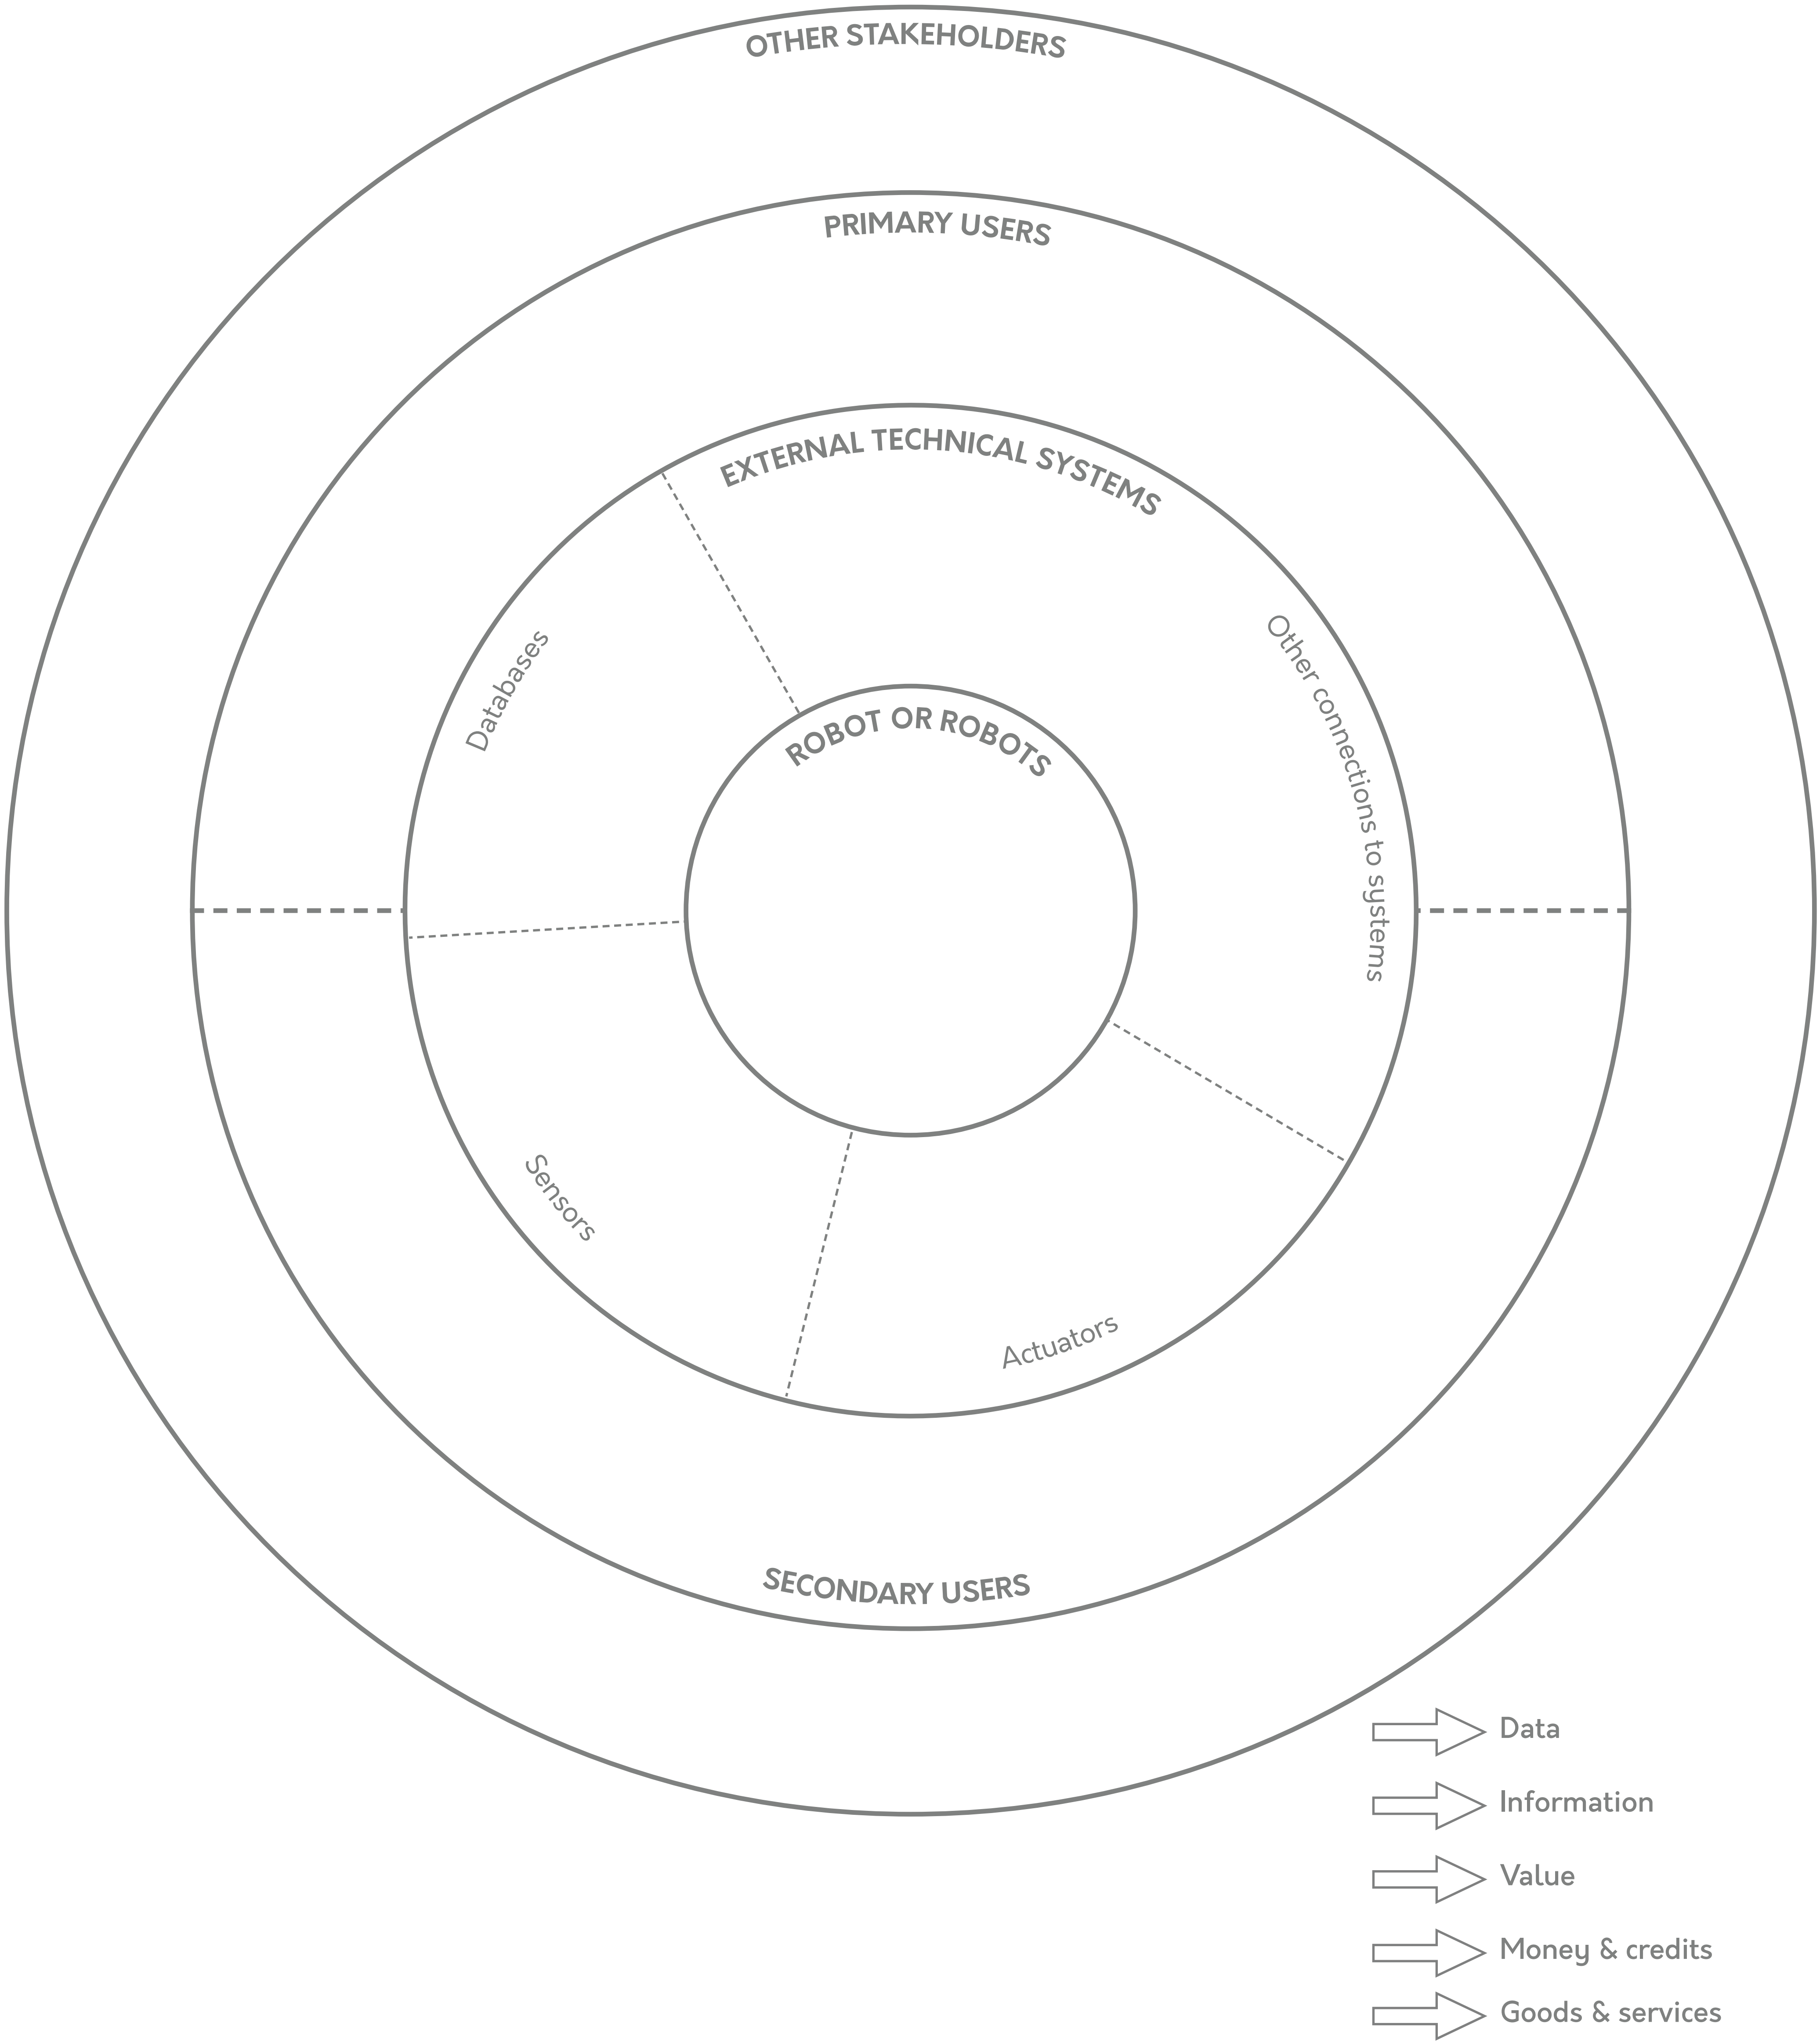 OTHER STAKEHOLDERS
PRIMARY USERS
EXTERNAL TECHNICAL SYSTEMS
Other connections to systems
Databases
ROBOT OR ROBOTS
Sensors
Actuators
SECONDARY USERS
Data
Information
Value
Money & credits
Goods & services